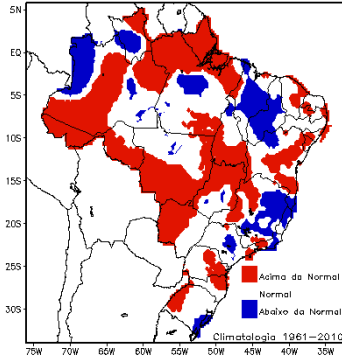 5N
EQ
5S
10S
15S
20S
25S
30S
Acima da Normal
Normal
Abaixo da Normal
Climatologia 1961–2010
75W 70W 65W 60W 55W 50W 45W 40W 35W